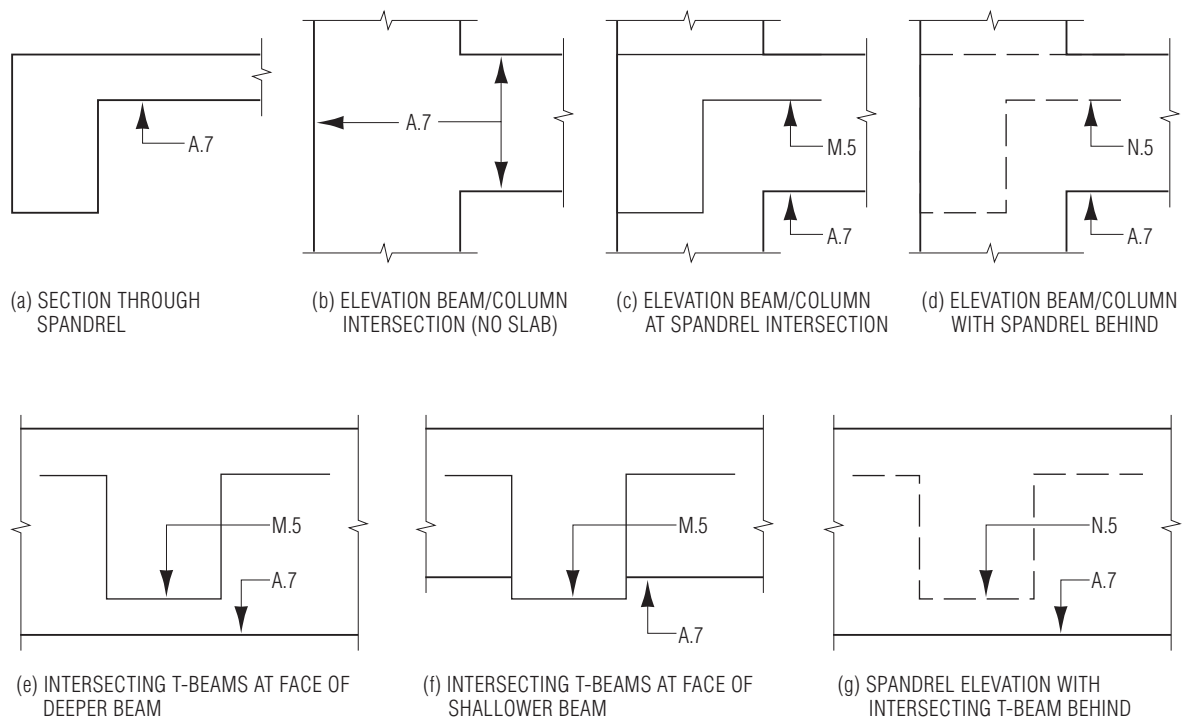 A.7
(a) SECTION THROUGH
SPANDREL
A.7
(b) ELEVATION BEAM/COLUMN
INTERSECTION (NO SLAB)
M.5
A.7
(c) ELEVATION BEAM/COLUMN
AT SPANDREL INTERSECTION
N.5
A.7
(d) ELEVATION BEAM/COLUMN
WITH SPANDREL BEHIND
M.5
A.7
(e) INTERSECTING T-BEAMS AT FACE OF
DEEPER BEAM
M.5
A.7
(f) INTERSECTING T-BEAMS AT FACE OF
SHALLOWER BEAM
N.5
A.7
(g) SPANDREL ELEVATION WITH
INTERSECTING T-BEAM BEHIND